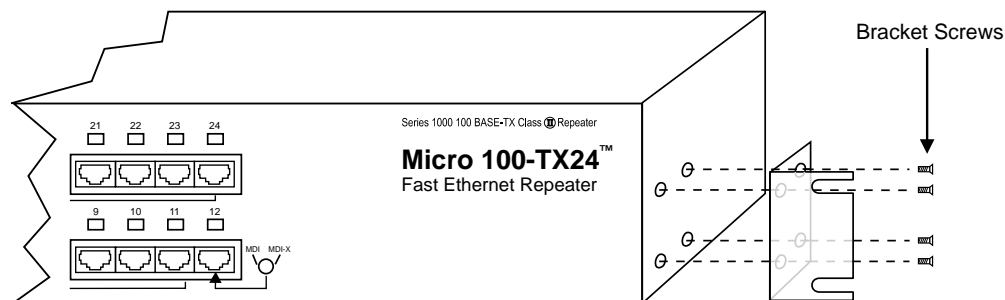 Bracket Screws
Series 1000 100 BASE-TX Class II Repeater
Micro 100-TX24™
Fast Ethernet Repeater
21 22 23 24
9 10 11 12
MDI MDI-X